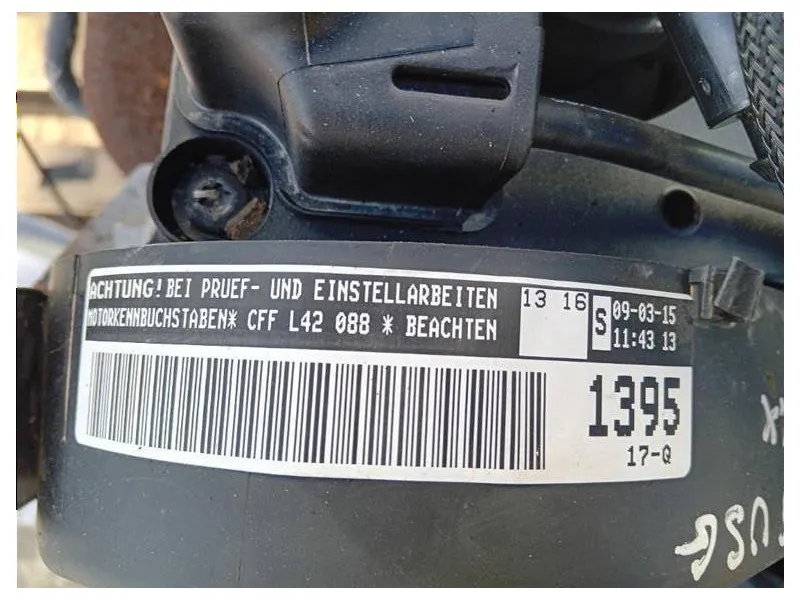 ACHTUNG! BEI PRUEF- UND EINSTELLARBEITEN
MOTORKENNBUCHSTABEN* CFF L42 088 * BEACHTEN
13 16
S
09-03-15
11:43 13
1395
17-Q